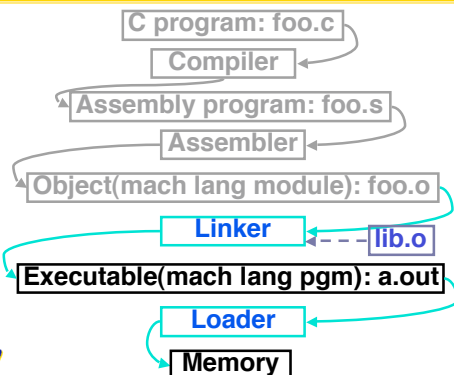 C program: foo.c
Compiler
Assembly program: foo.s
Assembler
Object(mach lang module): foo.o
Linker
lib.o
Executable(mach lang pgm): a.out
Loader
Memory